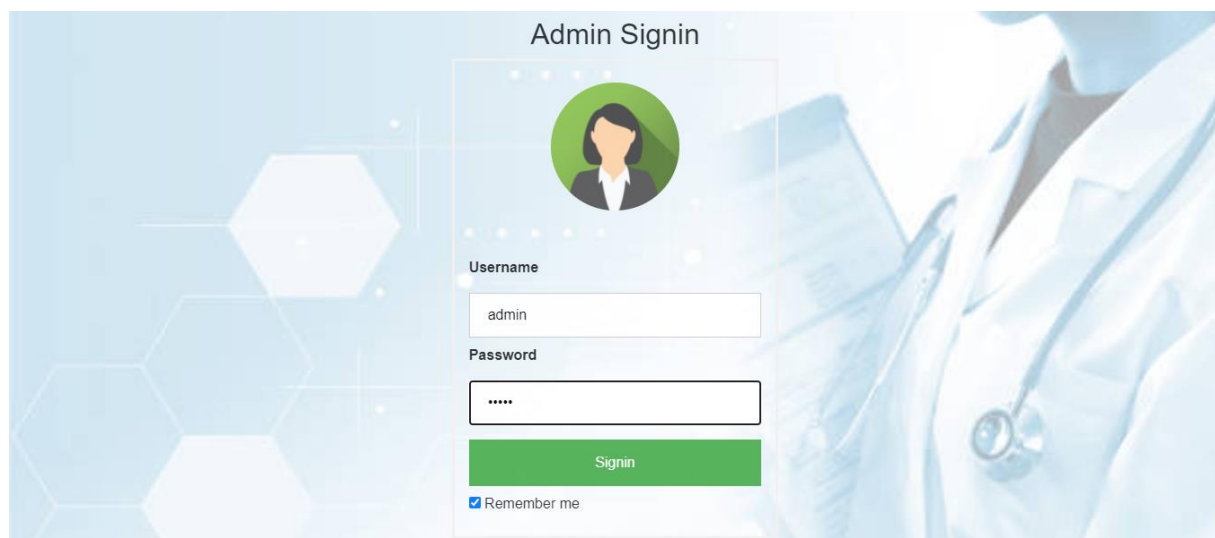 Admin Signin
Username
admin
Password
•••••
Signin
Remember me